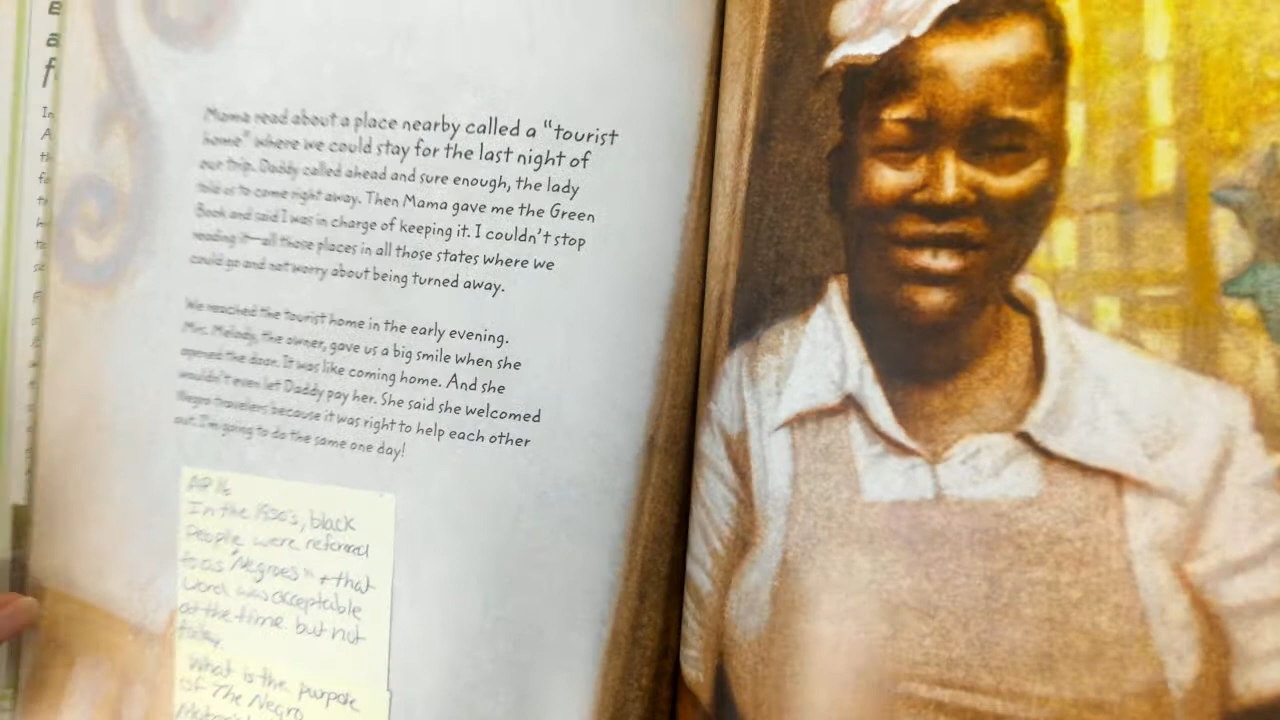 e
a
f
In
A
th
fo
Mama read about a place nearby called a “tourist
home” where we could stay for the last night of
our trip. Daddy called ahead and sure enough, the lady
told us to come right away. Then Mama gave me the Green
Book and said I was in charge of keeping it. I couldn’t stop
reading it—all those places in all those states where we
could go and not worry about being turned away.
We reached the tourist home in the early evening.
Mrs. Melody, the owner, gave us a big smile when she
opened the door. It was like coming home. And she
wouldn’t even let Daddy pay her. She said she welcomed
Negro travelers because it was right to help each other
out. I’m going to do the same one day!
In the 1950's, black
People were referred
to as "Negroes" + that
word was acceptable
at the time but not
today.
What is the purpose
of The Negro